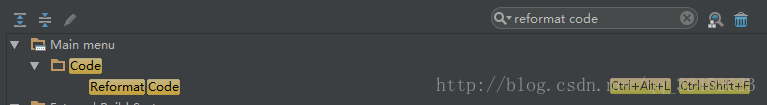 reformat code
Main menu
Code
Reformat Code Ctrl+Alt+L Ctrl+Shift+F
http://blog.csdn.